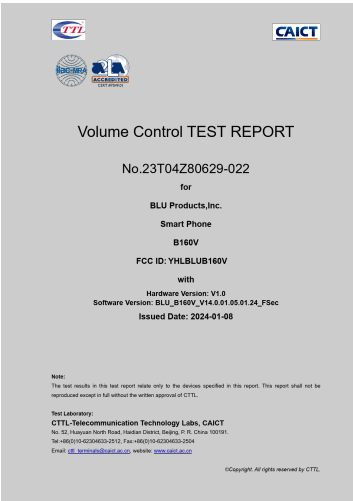 CTTL
CAICT
ilac-MRA
A2LA
ACCREDITED
Volume Control TEST REPORT
No.23T04Z80629-022
for
BLU Products,Inc.
Smart Phone
B160V
FCC ID: YHLBLUB160V
with
Hardware Version: V1.0
Software Version: BLU_B160V_V14.0.01.05.01.24_FSec
Issued Date: 2024-01-08
Note:
The test results in this test report relate only to the devices specified in this report. This report shall not be
reproduced except in full without the written approval of CTTL.
Test Laboratory:
CTTL-Telecommunication Technology Labs, CAICT
No. 52, Huayuan North Road, Haidian District, Beijing, P. R. China 100191.
Tel:+86(0)10-62304633-2512, Fax:+86(0)10-62304633-2504
Email: cttl_terminals@caict.ac.cn, website: www.caict.ac.cn
©Copyright. All rights reserved by CTTL.